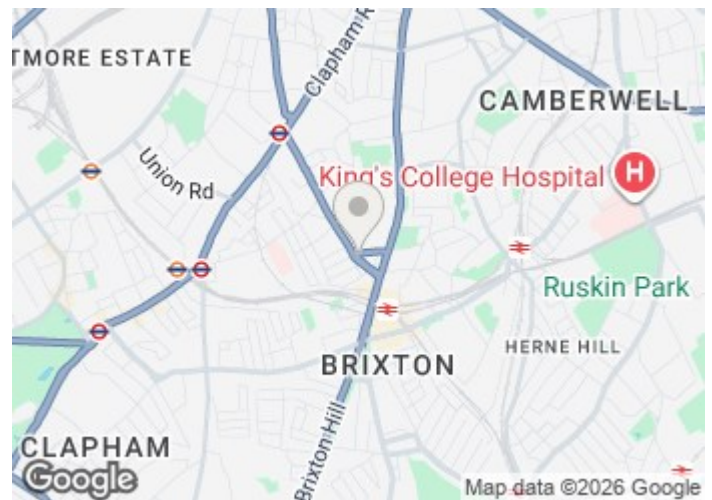 TMORE ESTATE
Clapham R
CAMBERWELL
Union Rd
King's College Hospital
H
Ruskin Park
HERNE HILL
BRIXTON
Brixton Hill
CLAPHAM
Google
Map data ©2026 Google